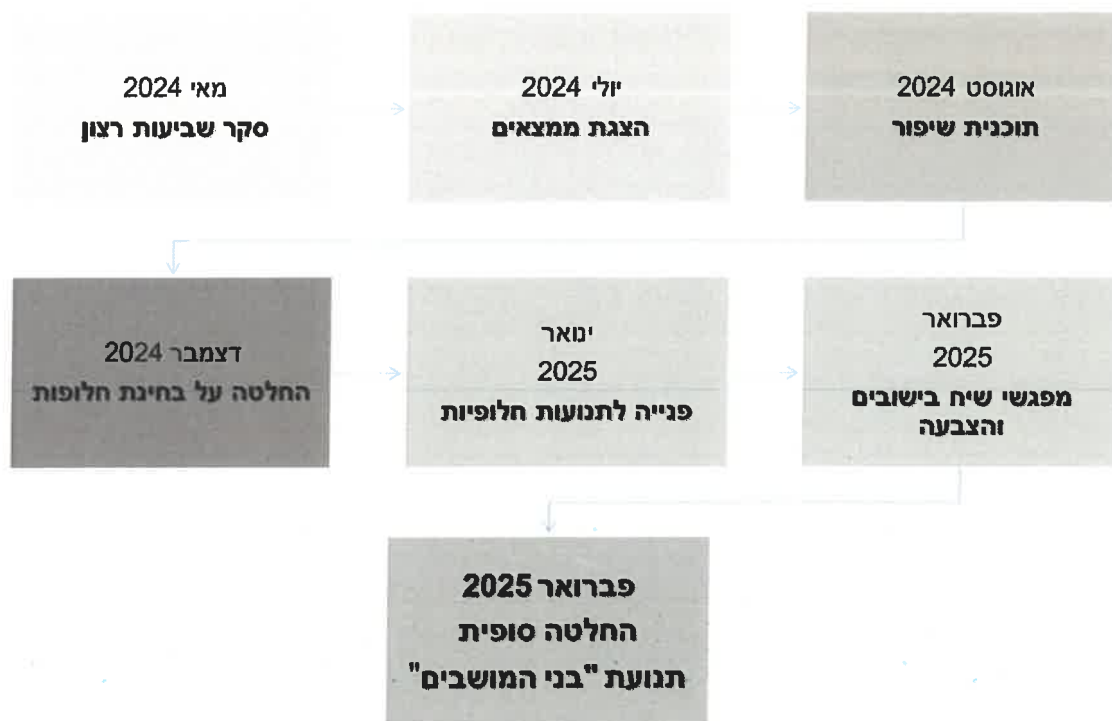 מאי 2024
סקר שביעות רצון
יולי 2024
הצגת ממצאים
אוגוסט 2024
תוכנית שיפור
דצמבר 2024
החלטה על בחינת חלופות
ינואר
2025
פנייה לתנועות חלופיות
פברואר
2025
מפגשי שיח בישובים
והצבעה
פברואר 2025
החלטה סופית
תנועת "בני המושבים"